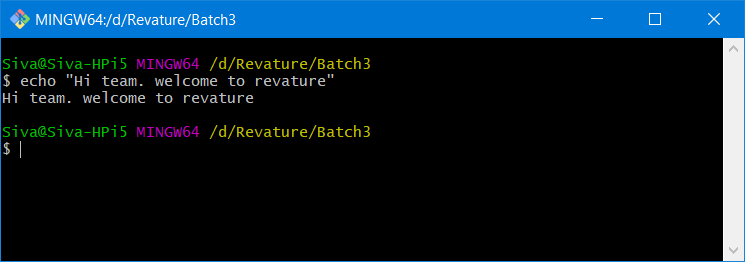 MINGW64:/d/Revature/Batch3
Siva@Siva-HPi5 MINGW64 /d/Revature/Batch3
$ echo "Hi team. welcome to revature"
Hi team. welcome to revature
Siva@Siva-HPi5 MINGW64 /d/Revature/Batch3
$